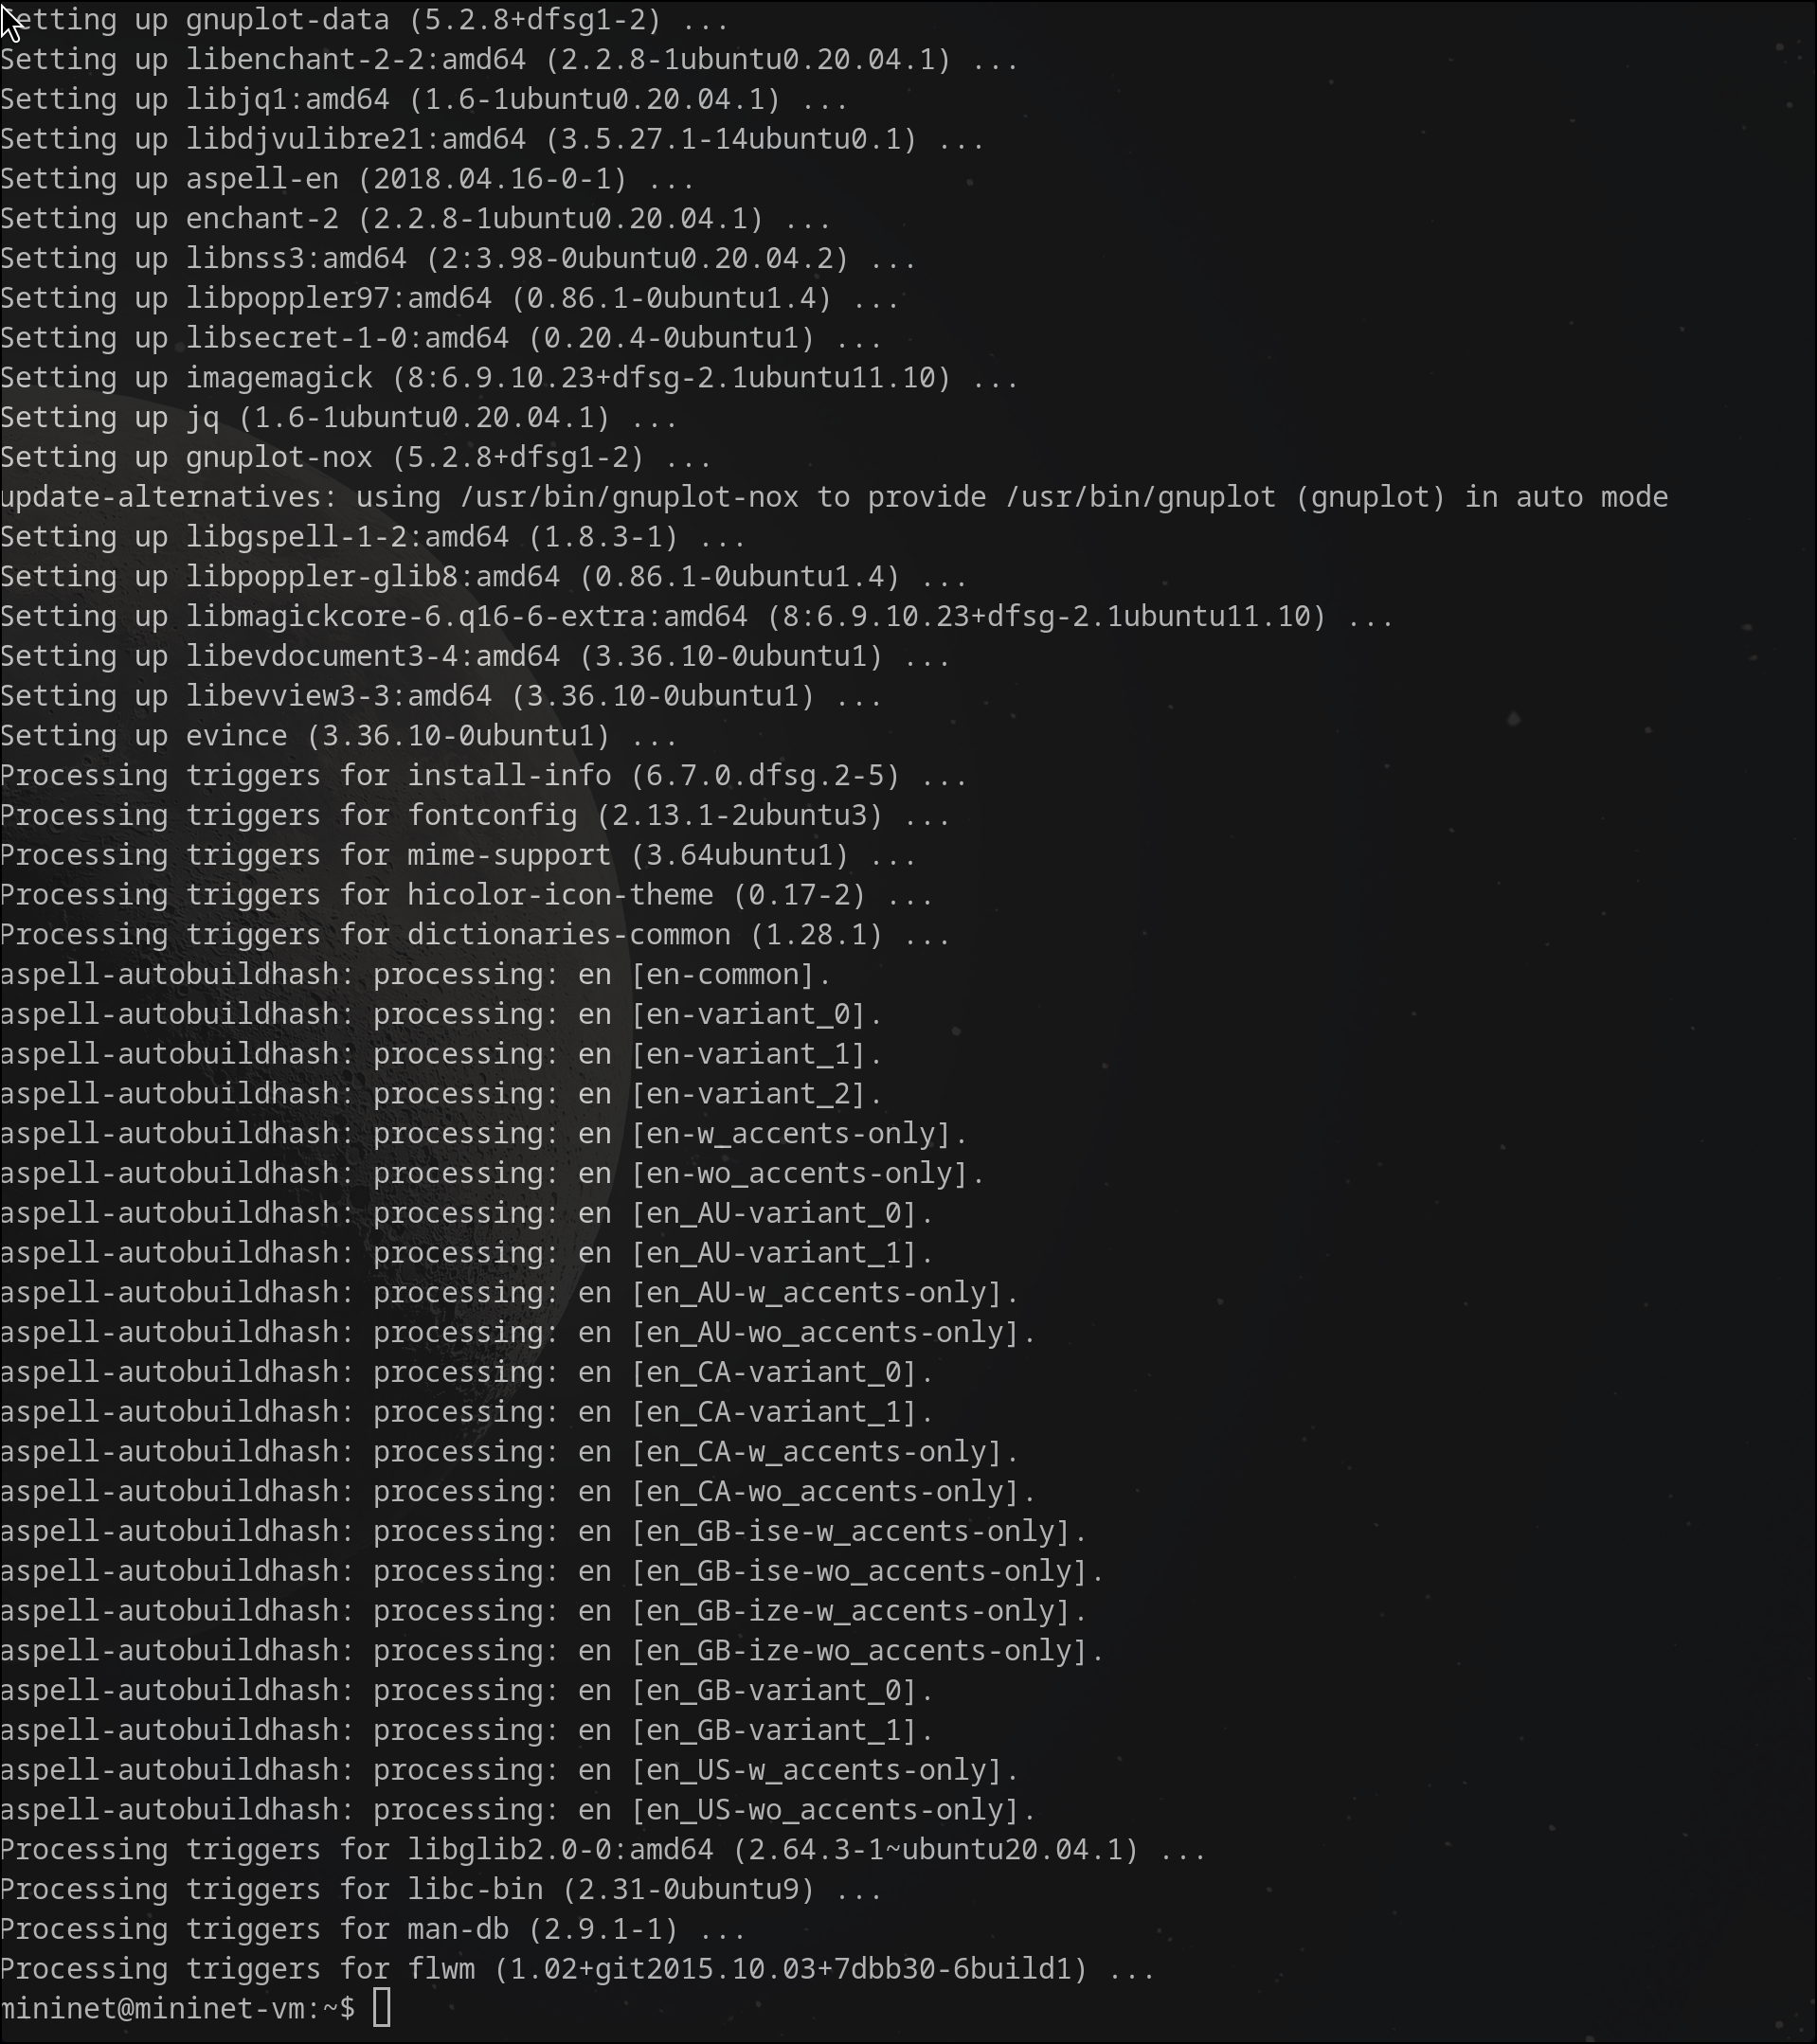 Setting up gnuplot-data (5.2.8+dfsg1-2) ...
Setting up libenchant-2-2:amd64 (2.2.8-1ubuntu0.20.04.1) ...
Setting up libjq1:amd64 (1.6-1ubuntu0.20.04.1) ...
Setting up libdjvulibre21:amd64 (3.5.27.1-14ubuntu0.1) ...
Setting up aspell-en (2018.04.16-0-1) ...
Setting up enchant-2 (2.2.8-1ubuntu0.20.04.1) ...
Setting up libnss3:amd64 (2:3.98-0ubuntu0.20.04.2) ...
Setting up libpoppler97:amd64 (0.86.1-0ubuntu1.4) ...
Setting up libsecret-1-0:amd64 (0.20.4-0ubuntu1) ...
Setting up imagemagick (8:6.9.10.23+dfsg-2.1ubuntu11.10) ...
Setting up jq (1.6-1ubuntu0.20.04.1) ...
Setting up gnuplot-nox (5.2.8+dfsg1-2) ...
update-alternatives: using /usr/bin/gnuplot-nox to provide /usr/bin/gnuplot (gnuplot) in auto mode
Setting up libgspell-1-2:amd64 (1.8.3-1) ...
Setting up libpoppler-glib8:amd64 (0.86.1-0ubuntu1.4) ...
Setting up libmagickcore-6.q16-6-extra:amd64 (8:6.9.10.23+dfsg-2.1ubuntu11.10) ...
Setting up libevdocument3-4:amd64 (3.36.10-0ubuntu1) ...
Setting up libevview3-3:amd64 (3.36.10-0ubuntu1) ...
Setting up evince (3.36.10-0ubuntu1) ...
Processing triggers for install-info (6.7.0.dfsg.2-5) ...
Processing triggers for fontconfig (2.13.1-2ubuntu3) ...
Processing triggers for mime-support (3.64ubuntu1) ...
Processing triggers for hicolor-icon-theme (0.17-2) ...
Processing triggers for dictionaries-common (1.28.1) ...
aspell-autobuildhash: processing: en [en-common].
aspell-autobuildhash: processing: en [en-variant_0].
aspell-autobuildhash: processing: en [en-variant_1].
aspell-autobuildhash: processing: en [en-variant_2].
aspell-autobuildhash: processing: en [en-w_accents-only].
aspell-autobuildhash: processing: en [en-wo_accents-only].
aspell-autobuildhash: processing: en [en_AU-variant_0].
aspell-autobuildhash: processing: en [en_AU-variant_1].
aspell-autobuildhash: processing: en [en_AU-w_accents-only].
aspell-autobuildhash: processing: en [en_AU-wo_accents-only].
aspell-autobuildhash: processing: en [en_CA-variant_0].
aspell-autobuildhash: processing: en [en_CA-variant_1].
aspell-autobuildhash: processing: en [en_CA-w_accents-only].
aspell-autobuildhash: processing: en [en_CA-wo_accents-only].
aspell-autobuildhash: processing: en [en_GB-ise-w_accents-only].
aspell-autobuildhash: processing: en [en_GB-ise-wo_accents-only].
aspell-autobuildhash: processing: en [en_GB-ize-w_accents-only].
aspell-autobuildhash: processing: en [en_GB-ize-wo_accents-only].
aspell-autobuildhash: processing: en [en_GB-variant_0].
aspell-autobuildhash: processing: en [en_GB-variant_1].
aspell-autobuildhash: processing: en [en_US-w_accents-only].
aspell-autobuildhash: processing: en [en_US-wo_accents-only].
Processing triggers for libglib2.0-0:amd64 (2.64.3-1~ubuntu20.04.1) ...
Processing triggers for libc-bin (2.31-0ubuntu9) ...
Processing triggers for man-db (2.9.1-1) ...
Processing triggers for flwm (1.02+git2015.10.03+7dbb30-6build1) ...
mininet@mininet-vm:~$